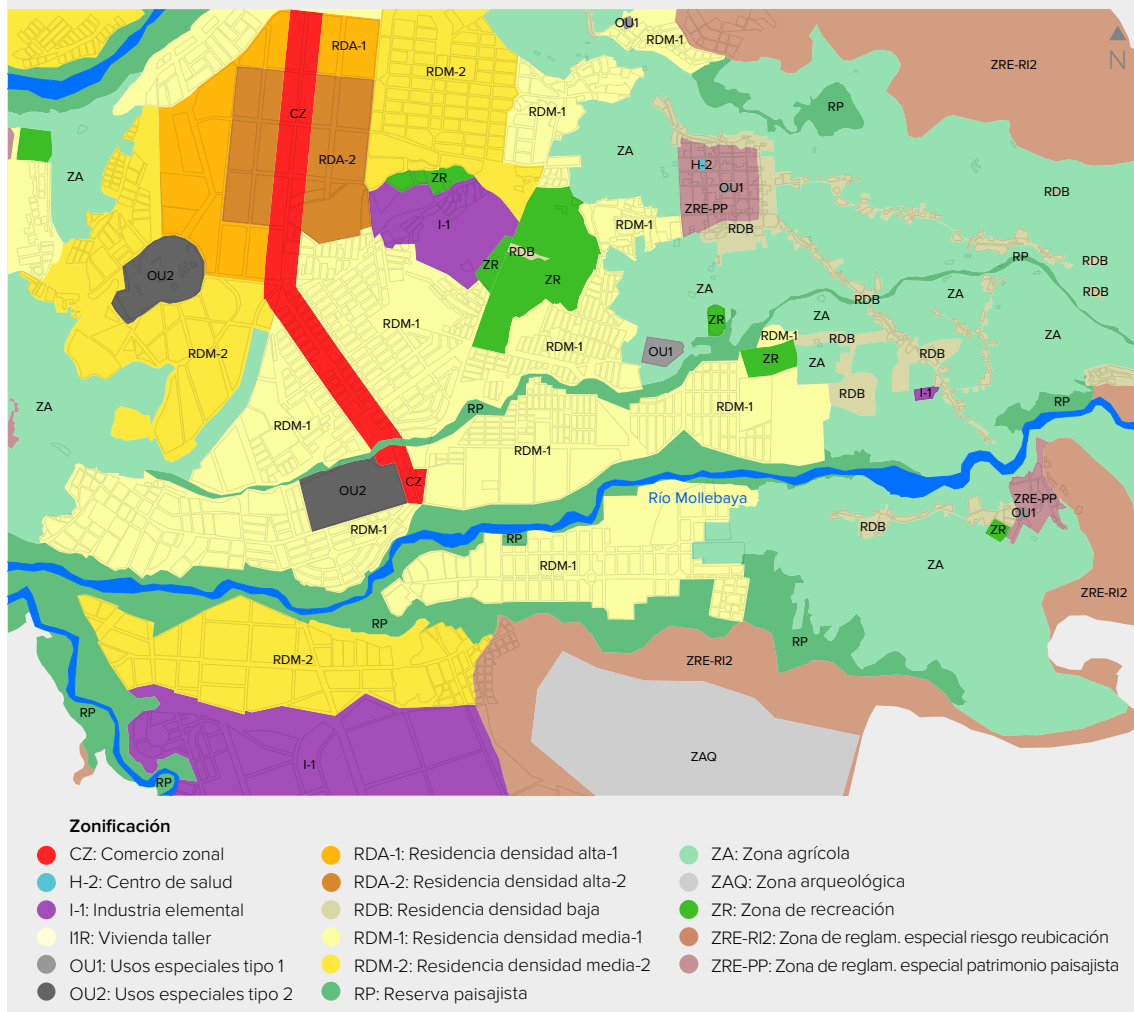 OU1
RDM-1
N
RDA-1
RDM-2
ZRE-RI2
CZ
RDM-1
RP
RDA-2
ZA
H-2
ZA
ZR
OU1
RDB
ZRE-PP
I-1
RDM-1
RDB
RDB
ZR
RP
RDB
OU2
ZR
ZA
RDB
ZA
RDB
ZR
ZA
RDM-1
RDM-1
RDB
ZA
RDM-1
OU1
RDM-2
ZR
ZA
RDB
RDB
I-1
ZA
RP
RDM-1
RP
RDM-1
RDM-1
CZ
OU2
Río Mollebaya
ZRE-PP
OU1
RDM-1
RDB
ZR
RP
RDM-1
ZA
ZRE-RI2
RP
RP
RDM-2
ZRE-RI2
RP
I-1
ZAQ
RP
Zonificación
CZ: Comercio zonal
H-2: Centro de salud
I-1: Industria elemental
I1R: Vivienda taller
OU1: Usos especiales tipo 1
OU2: Usos especiales tipo 2
RDA-1: Residencia densidad alta-1
RDA-2: Residencia densidad alta-2
RDB: Residencia densidad baja
RDM-1: Residencia densidad media-1
RDM-2: Residencia densidad media-2
RP: Reserva paisajista
ZA: Zona agrícola
ZAQ: Zona arqueológica
ZR: Zona de recreación
ZRE-RI2: Zona de reglam. especial riesgo reubicación
ZRE-PP: Zona de reglam. especial patrimonio paisajista